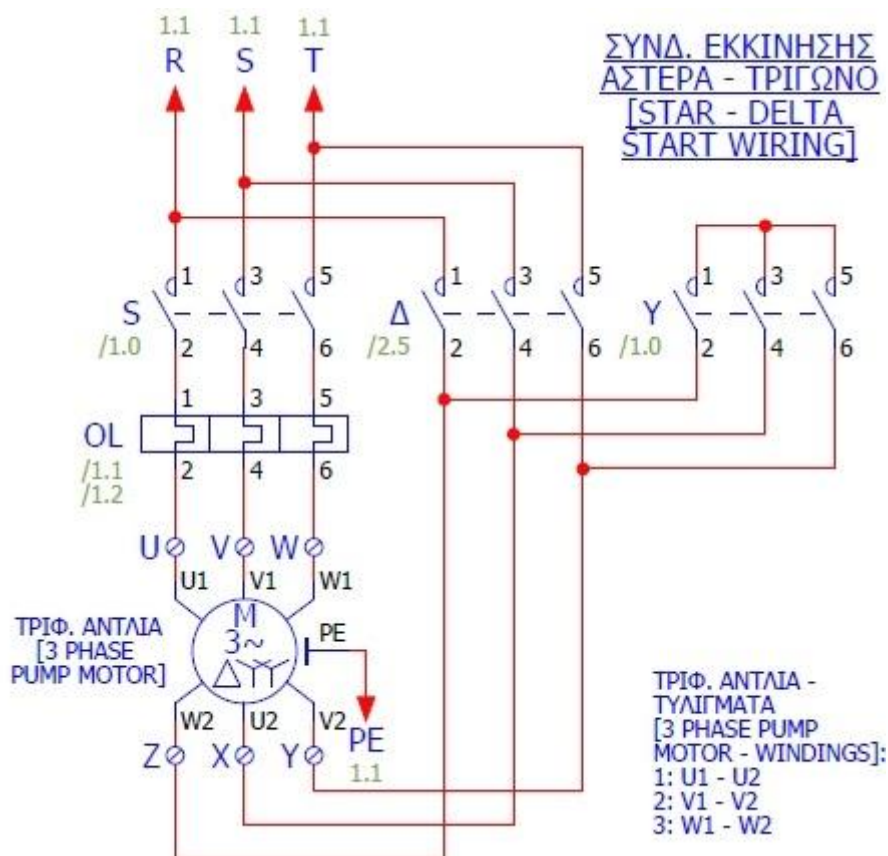 1.1 1.1 1.1
R S T
ΣΥΝΔ. ΕΚΚΙΝΗΣΗΣ
ΑΣΤΕΡΑ - ΤΡΙΓΩΝΟ
[STAR - DELTA
START WIRING]
1 3 5 1 3 5 1 3 5
S Δ Y
/1.0 /2.5 /1.0
2 4 6 2 4 6 2 4 6
1 3 5
OL
/1.1
/1.2
2 4 6
U V W
U1 V1 W1
ΤΡΙΦ. ΑΝΤΛΙΑ
[3 PHASE
PUMP MOTOR]
M
3~
PE
W2 U2 V2
Z X Y PE
1.1
ΤΡΙΦ. ΑΝΤΛΙΑ -
ΤΥΛΙΓΜΑΤΑ
[3 PHASE PUMP
MOTOR - WINDINGS]:
1: U1 - U2
2: V1 - V2
3: W1 - W2